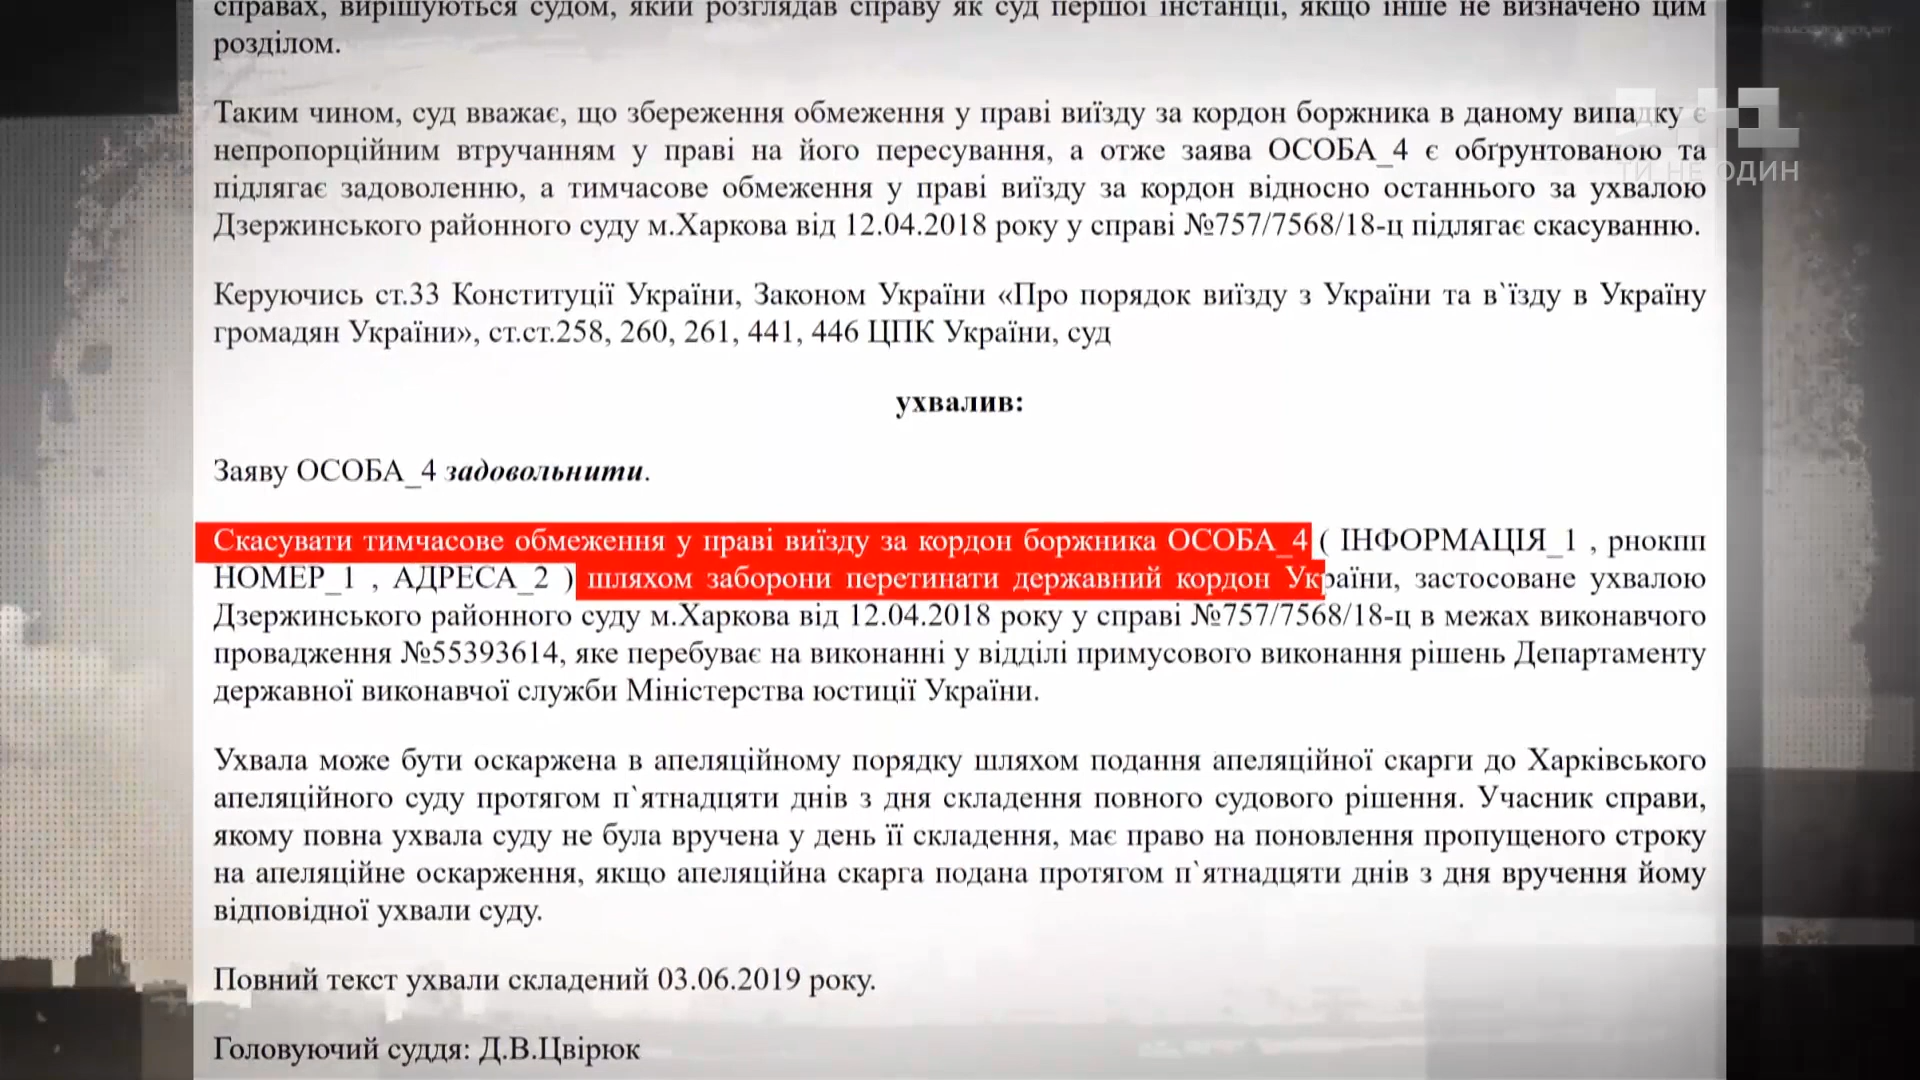 справах, вирішуються судом, який розглядав справу як суд першої інстанції, якщо інше не визначено цим
розділом.
Таким чином, суд вважає, що збереження обмеження у праві виїзду за кордон боржника в даному випадку є
непропорційним втручанням у праві на його пересування, а отже заява ОСОБА_4 є обґрунтованою та
підлягає задоволенню, а тимчасове обмеження у праві виїзду за кордон відносно останнього за ухвалою
Дзержинського районного суду м.Харкова від 12.04.2018 року у справі №757/7568/18-ц підлягає скасуванню.
Керуючись ст.33 Конституції України, Законом України «Про порядок виїзду з України та в`їзду в Україну
громадян України», ст.ст.258, 260, 261, 441, 446 ЦПК України, суд
ухвалив:
Заяву ОСОБА_4 задовольнити.
Скасувати тимчасове обмеження у праві виїзду за кордон боржника ОСОБА_4 ( ІНФОРМАЦІЯ_1 , рнокпп
НОМЕР_1 , АДРЕСА_2 ) шляхом заборони перетинати державний кордон України, застосоване ухвалою
Дзержинського районного суду м.Харкова від 12.04.2018 року у справі №757/7568/18-ц в межах виконавчого
провадження №55393614, яке перебуває на виконанні у відділі примусового виконання рішень Департаменту
державної виконавчої служби Міністерства юстиції України.
Ухвала може бути оскаржена в апеляційному порядку шляхом подання апеляційної скарги до Харківського
апеляційного суду протягом п`ятнадцяти днів з дня складення повного судового рішення. Учасник справи,
якому повна ухвала суду не була вручена у день її складення, має право на поновлення пропущеного строку
на апеляційне оскарження, якщо апеляційна скарга подана протягом п`ятнадцяти днів з дня вручення йому
відповідної ухвали суду.
Повний текст ухвали складений 03.06.2019 року.
Головуючий суддя: Д.В.Цвірюк
1+1
ТИ НЕ ОДИН